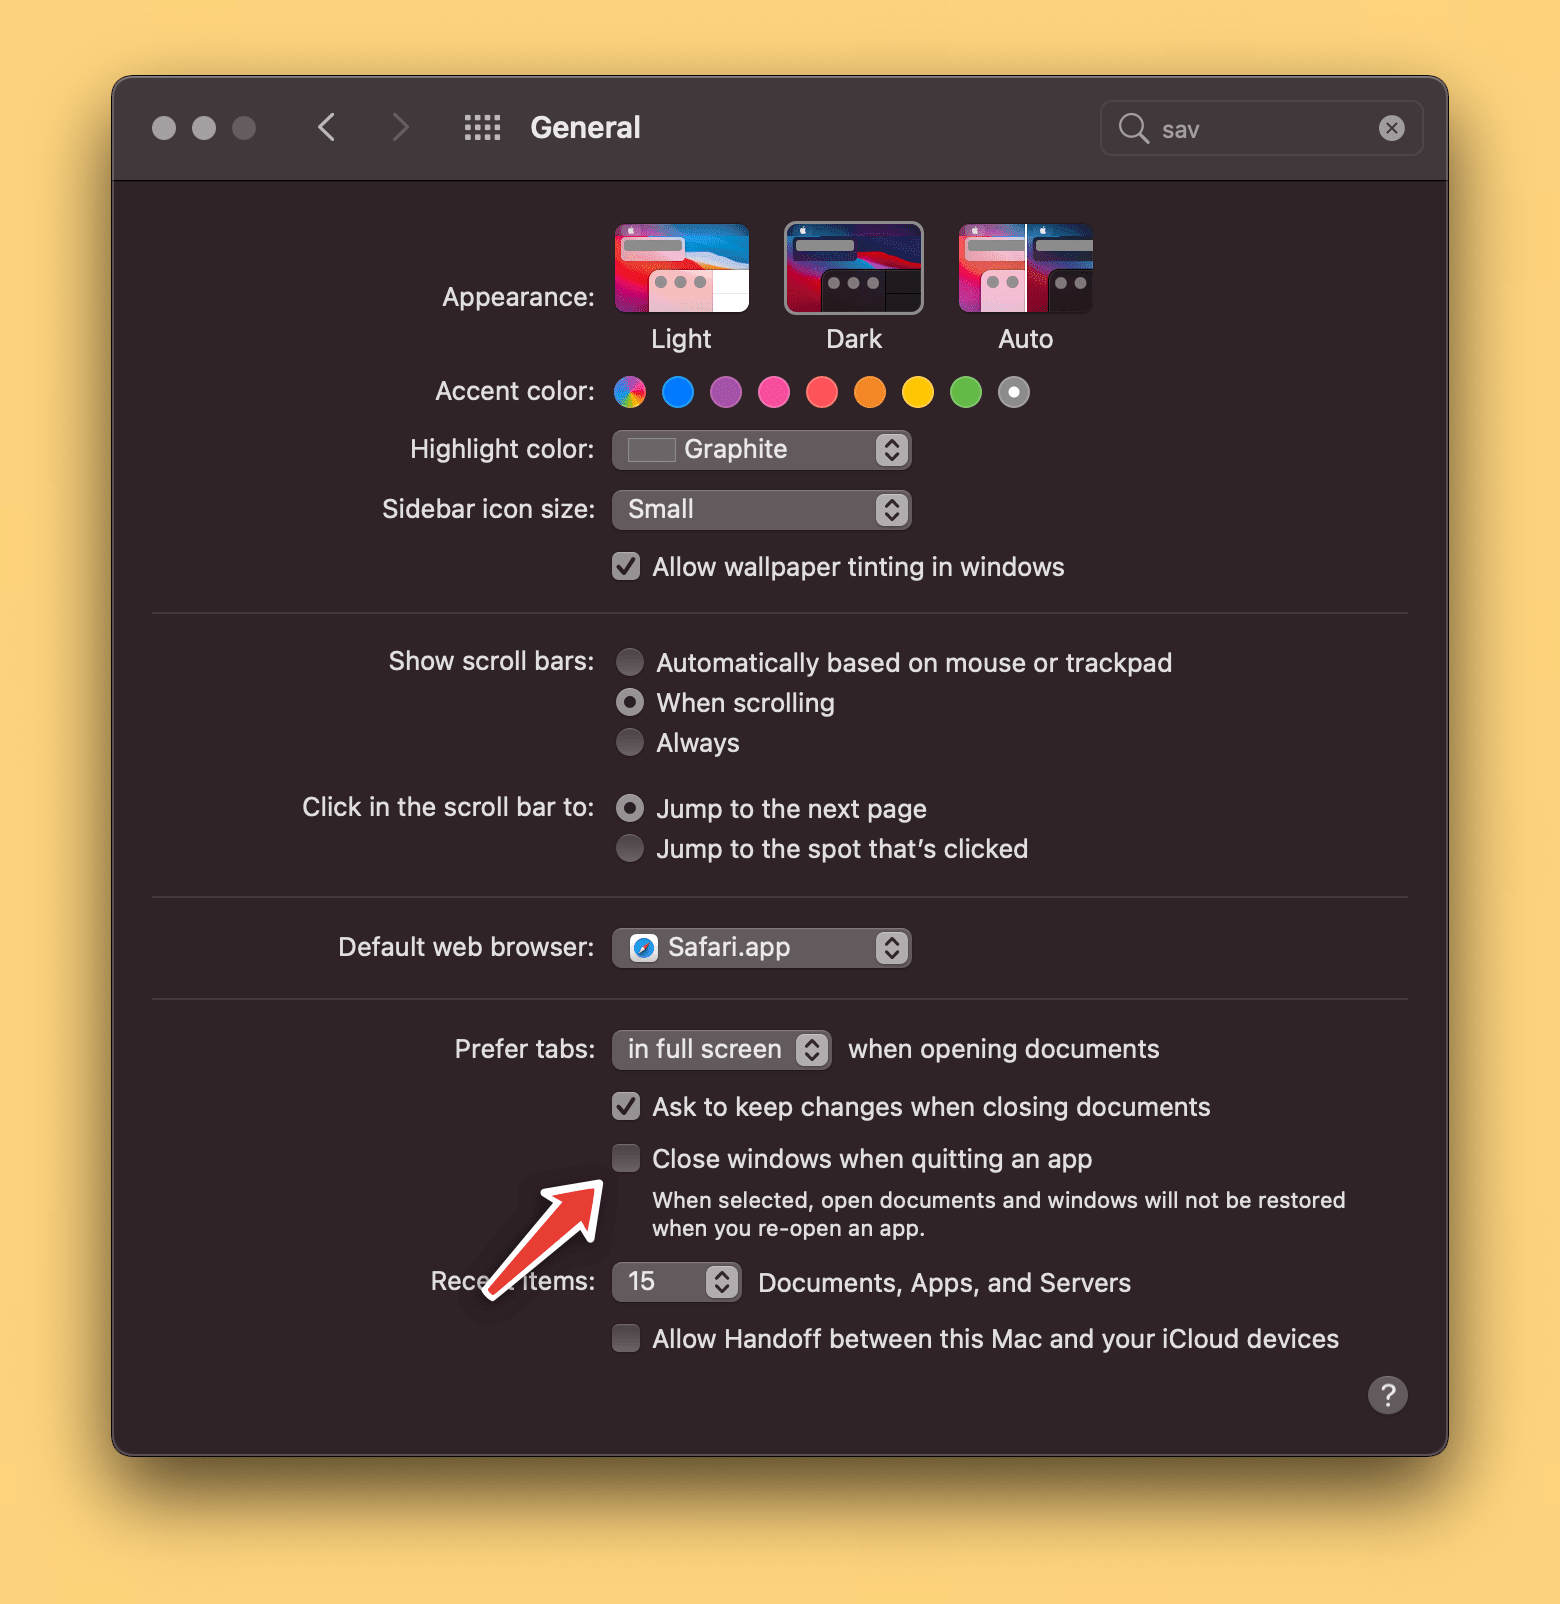 General
sav
Appearance:
Light
Dark
Auto
Accent color:
Highlight color: Graphite
Sidebar icon size: Small
Allow wallpaper tinting in windows
Show scroll bars: Automatically based on mouse or trackpad
When scrolling
Always
Click in the scroll bar to: Jump to the next page
Jump to the spot that's clicked
Default web browser: Safari.app
Prefer tabs: in full screen when opening documents
Ask to keep changes when closing documents
Close windows when quitting an app
When selected, open documents and windows will not be restored
when you re-open an app.
Recent items: 15 Documents, Apps, and Servers
Allow Handoff between this Mac and your iCloud devices
?